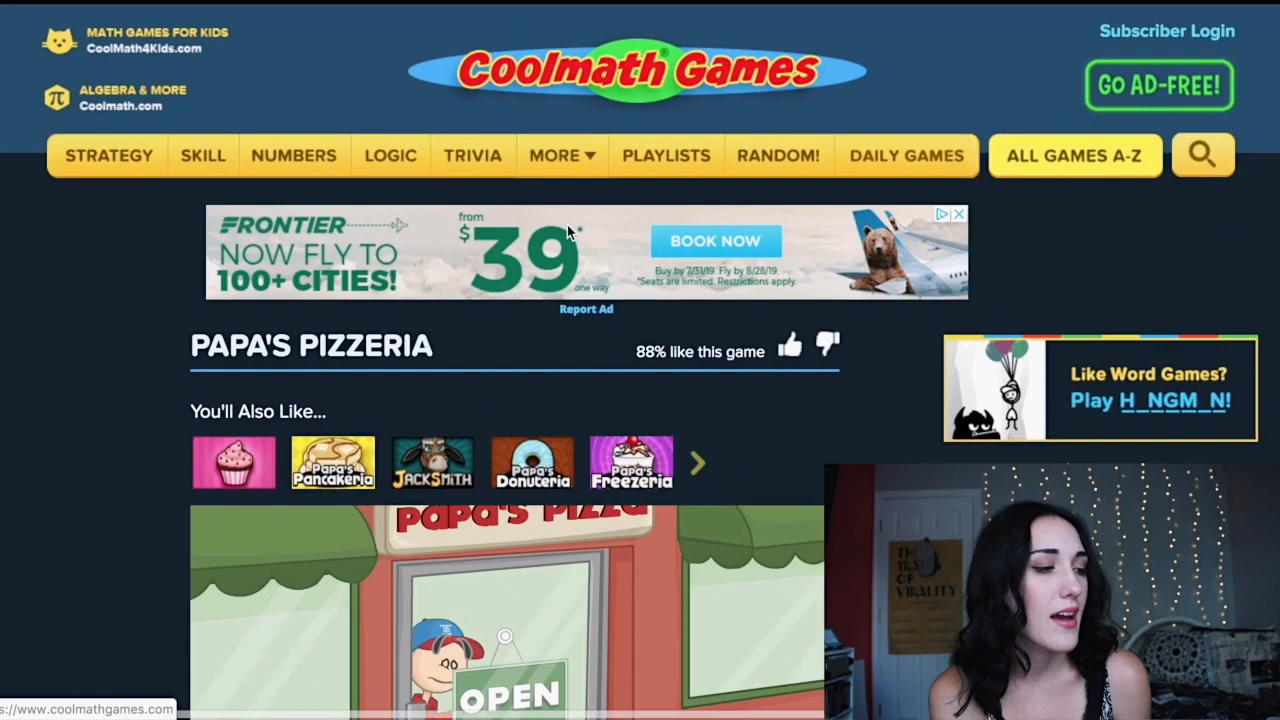 MATH GAMES FOR KIDS
CoolMath4Kids.com
ALGEBRA & MORE
Coolmath.com
Coolmath® Games
Subscriber Login
GO AD-FREE!
STRATEGY SKILL NUMBERS LOGIC TRIVIA MORE PLAYLISTS RANDOM! DAILY GAMES ALL GAMES A-Z
FRONTIER
NOW FLY TO
100+ CITIES!
from
$39*
one way
BOOK NOW
Buy by 7/31/19. Fly by 8/28/19.
*Seats are limited. Restrictions apply.
Report Ad
PAPA'S PIZZERIA
88% like this game
Like Word Games?
Play H_NGM_N!
You'll Also Like...
Papa's Pancakeria
JACKSMITH
Papa's Donuteria
Papa's Freezeria
Papa's Pizza
OPEN
OF
VIRALITY
s://www.coolmathgames.com